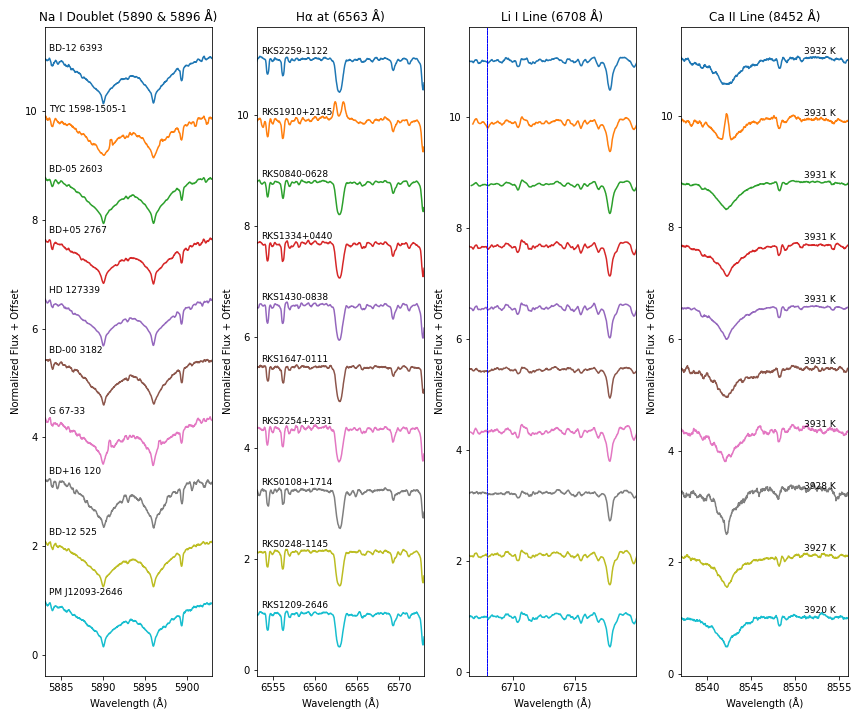 Na I Doublet (5890 & 5896 Å)
Hα at (6563 Å)
Li I Line (6708 Å)
Ca II Line (8452 Å)
Normalized Flux + Offset
10
8
6
4
2
0
BD-12 6393
TYC 1598-1505-1
BD-05 2603
BD+05 2767
HD 127339
BD-00 3182
G 67-33
BD+16 120
BD-12 525
PM J12093-2646
5885
5890
5895
5900
Wavelength (Å)
Normalized Flux + Offset
10
8
6
4
2
0
RKS2259-1122
RKS1910+2145
RKS0840-0628
RKS1334+0440
RKS1430-0838
RKS1647-0111
RKS2254+2331
RKS0108+1714
RKS0248-1145
RKS1209-2646
6555
6560
6565
6570
Wavelength (Å)
Normalized Flux + Offset
10
8
6
4
2
0
6710
6715
Wavelength (Å)
Normalized Flux + Offset
10
8
6
4
2
0
3932 K
3931 K
3931 K
3931 K
3931 K
3931 K
3931 K
3928 K
3927 K
3920 K
8540
8545
8550
8555
Wavelength (Å)